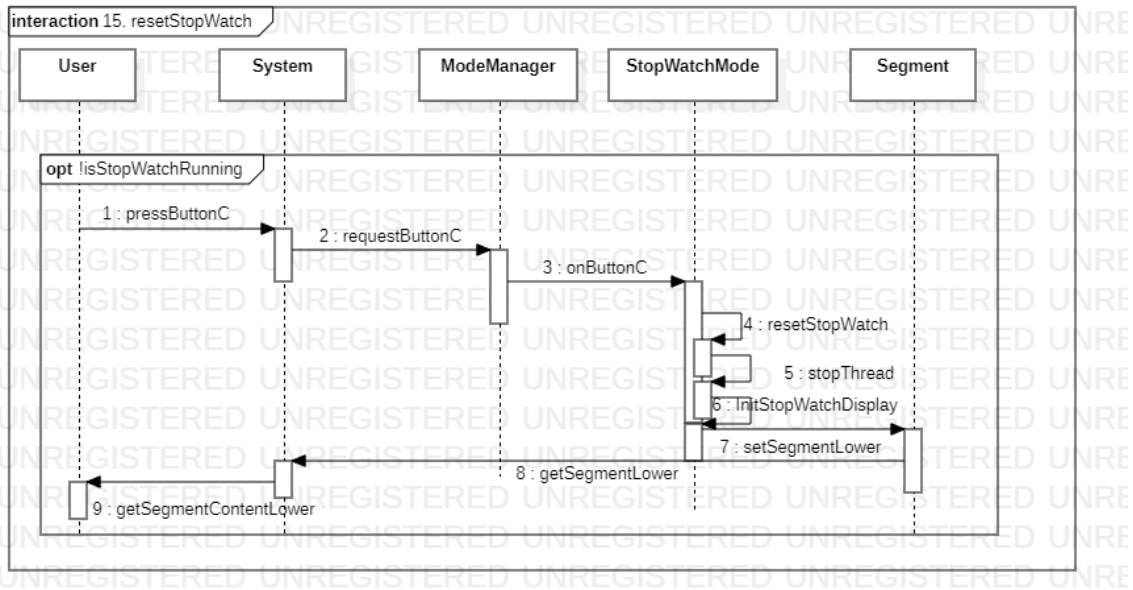 interaction 15. resetStopWatch
User
System
ModeManager
StopWatchMode
Segment
opt !isStopWatchRunning
1 : pressButtonC
2 : requestButtonC
3 : onButtonC
4 : resetStopWatch
5 : stopThread
6 : InitStopWatchDisplay
7 : setSegmentLower
8 : getSegmentLower
9 : getSegmentContentLower
UNREGISTERED